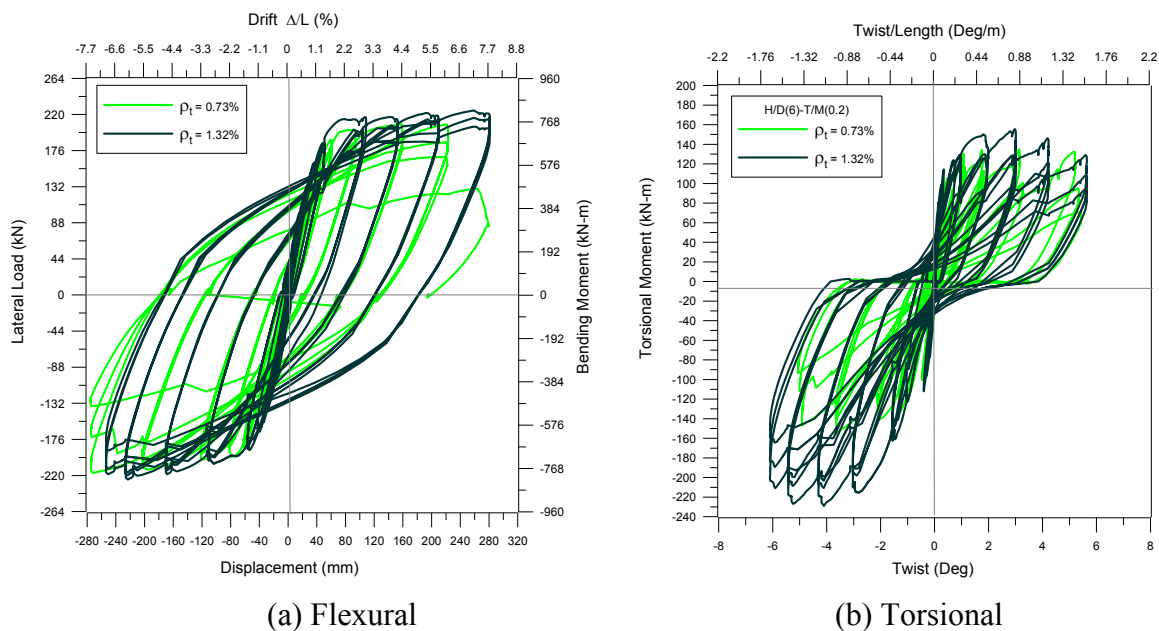 Drift Δ/L (%)
-7.7 -6.6 -5.5 -4.4 -3.3 -2.2 -1.1 0 1.1 2.2 3.3 4.4 5.5 6.6 7.7 8.8
264
220
176
132
88
44
0
-44
-88
-132
-176
-220
-264
Lateral Load (kN)
ρt = 0.73%
ρt = 1.32%
960
768
576
384
192
0
-192
-384
-576
-768
-960
Bending Moment (kN-m)
-280 -240 -200 -160 -120 -80 -40 0 40 80 120 160 200 240 280 320
Displacement (mm)
(a) Flexural
Twist/Length (Deg/m)
-2.2 -1.76 -1.32 -0.88 -0.44 0 0.44 0.88 1.32 1.76 2.2
200
180
160
140
120
100
80
60
40
20
0
-20
-40
-60
-80
-100
-120
-140
-160
-180
-200
-220
-240
Torsional Moment (kN-m)
H/D(6)-T/M(0.2)
ρt = 0.73%
ρt = 1.32%
-8 -6 -4 -2 0 2 4 6 8
Twist (Deg)
(b) Torsional